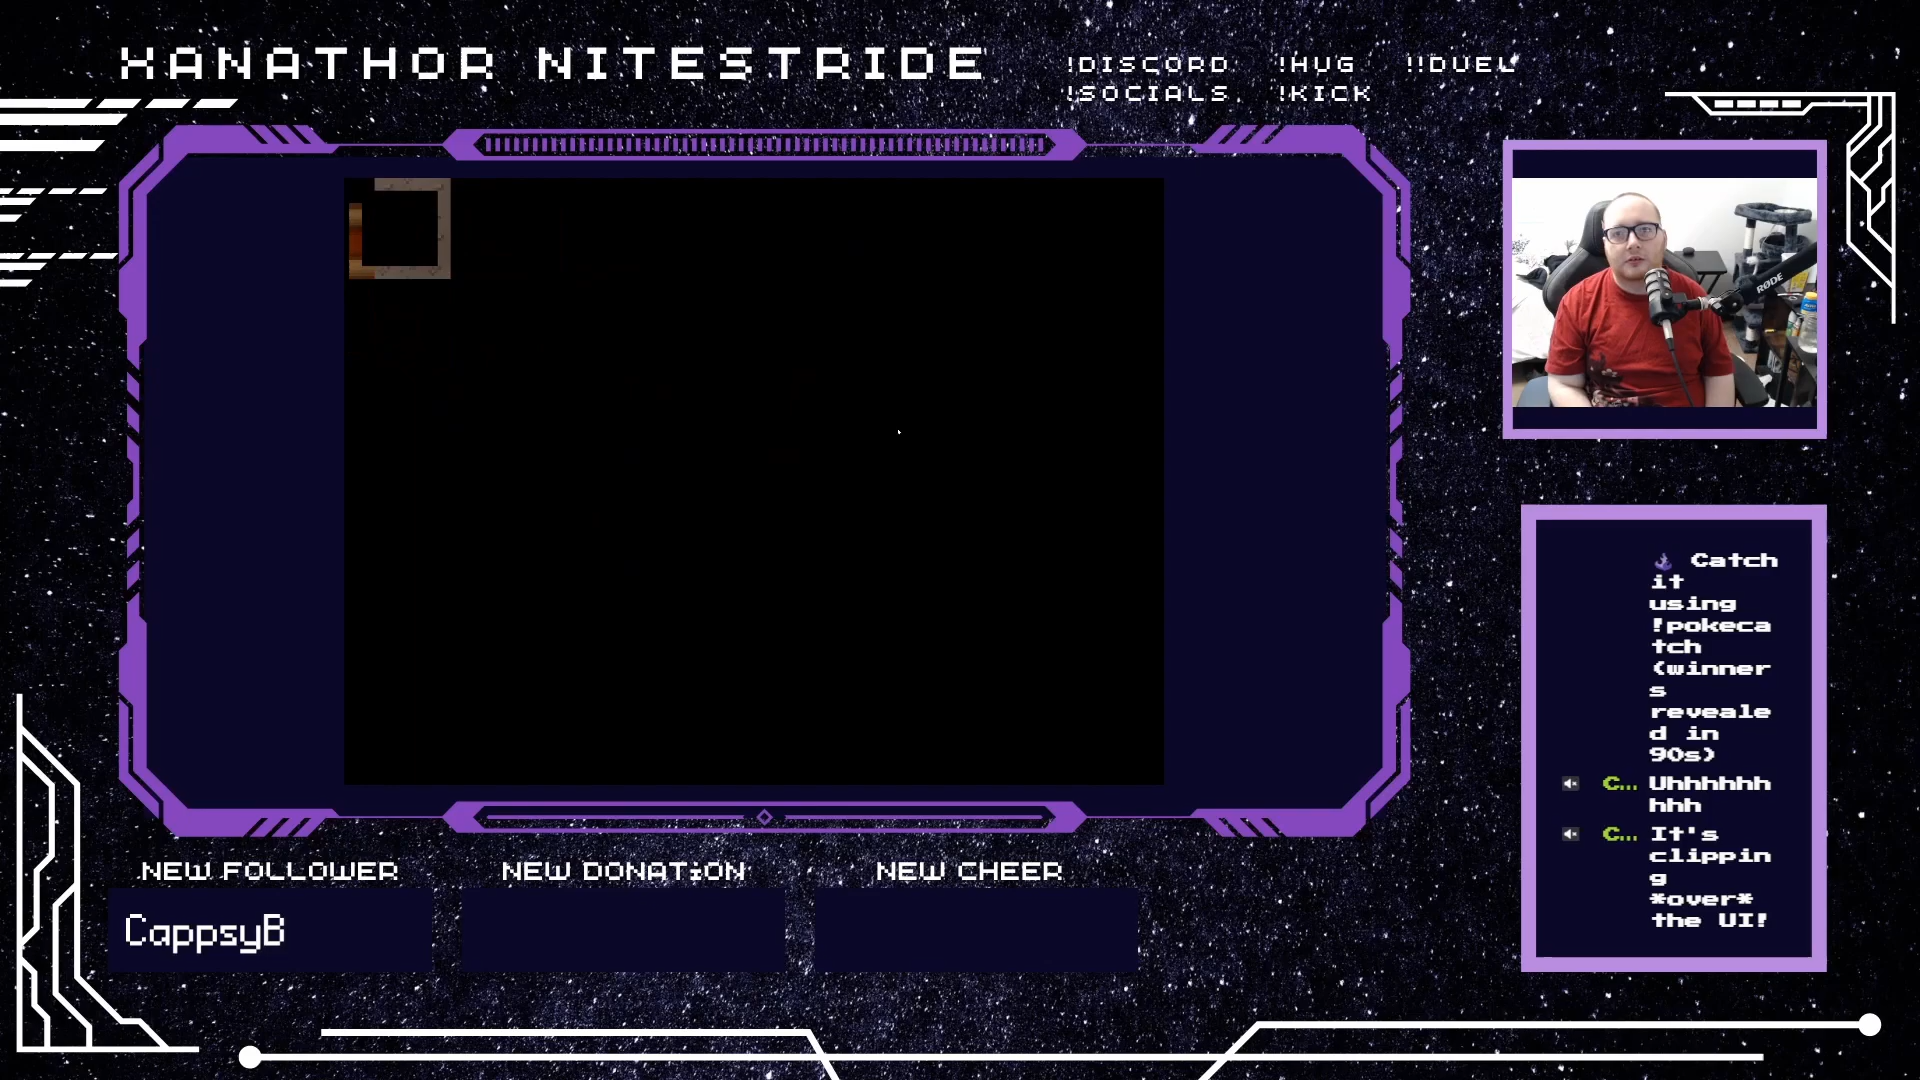 XANATHOR NITESTRIDE
!DISCORD !HUG !!DUEL
!SOCIALS !KICK
RØDE
Catch
it
using
!pokeca
tch
(winner
s
reveale
d in
90s)
C... Uhhhhhh
hhh
C... It's
clippin
g
*over*
the UI!
NEW FOLLOWER
NEW DONATION
NEW CHEER
CappsyB